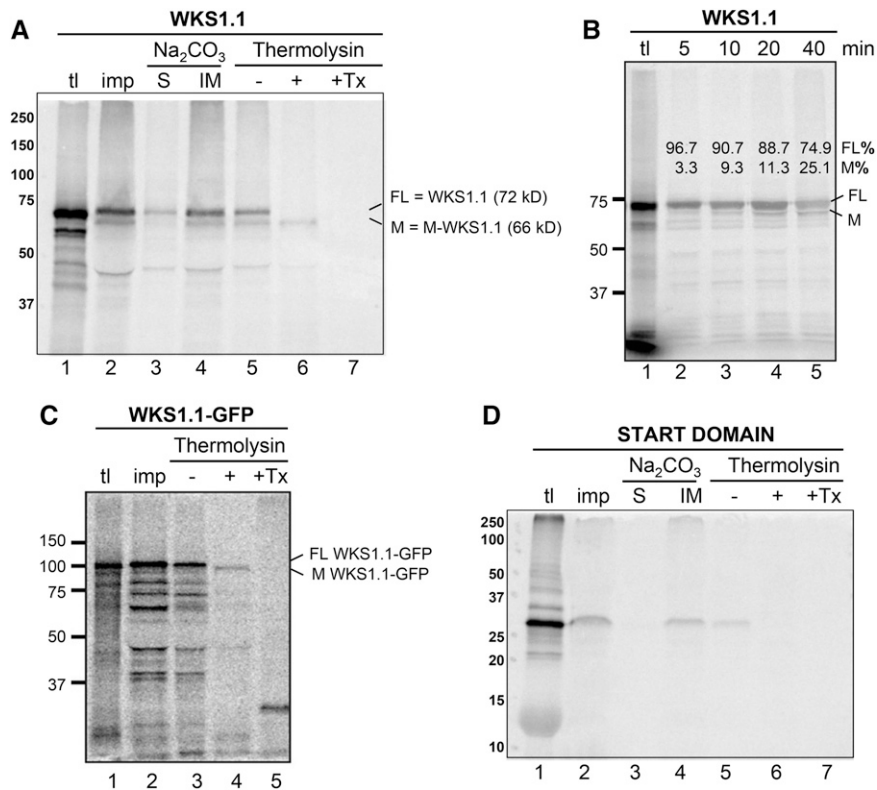 A
WKS1.1
Na₂CO₃ Thermolysin
tl imp S IM - + +Tx
250
150
100
75
50
37
FL = WKS1.1 (72 kD)
M = M-WKS1.1 (66 kD)
1 2 3 4 5 6 7
B
WKS1.1
tl 5 10 20 40 min
96.7 90.7 88.7 74.9 FL%
3.3 9.3 11.3 25.1 M%
75
50
37
FL
M
1 2 3 4 5
C
WKS1.1-GFP
Thermolysin
tl imp - + +Tx
150
100
75
50
37
FL WKS1.1-GFP
M WKS1.1-GFP
1 2 3 4 5
D
START DOMAIN
Na₂CO₃ Thermolysin
tl imp S IM - + +Tx
250
100
50
37
25
20
15
10
1 2 3 4 5 6 7